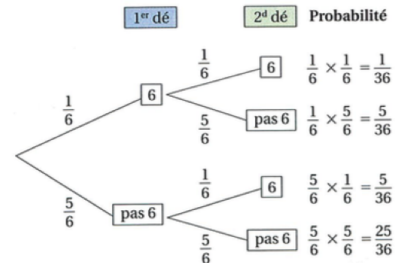 1er dé 2d dé Probabilité
1/6 6 1/6 6 1/6 × 1/6 = 1/36
5/6 pas 6 1/6 × 5/6 = 5/36
5/6 pas 6 1/6 6 5/6 × 1/6 = 5/36
5/6 pas 6 5/6 × 5/6 = 25/36